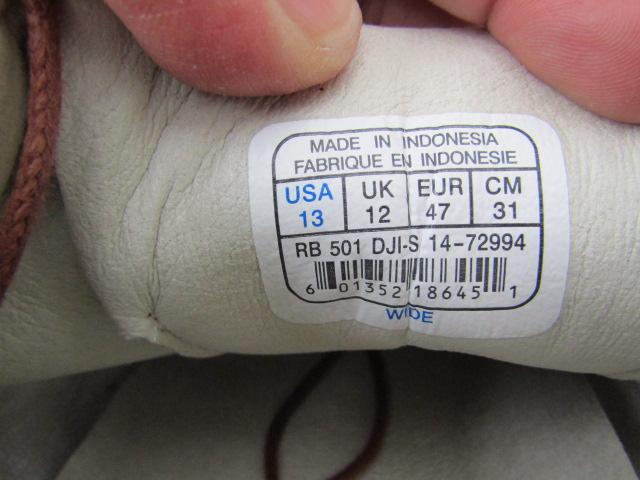 MADE IN INDONESIA
FABRIQUE EN INDONESIE
USA UK EUR CM
13 12 47 31
RB 501 DJI-S 14-72994
6 01352 18645 1
WIDE